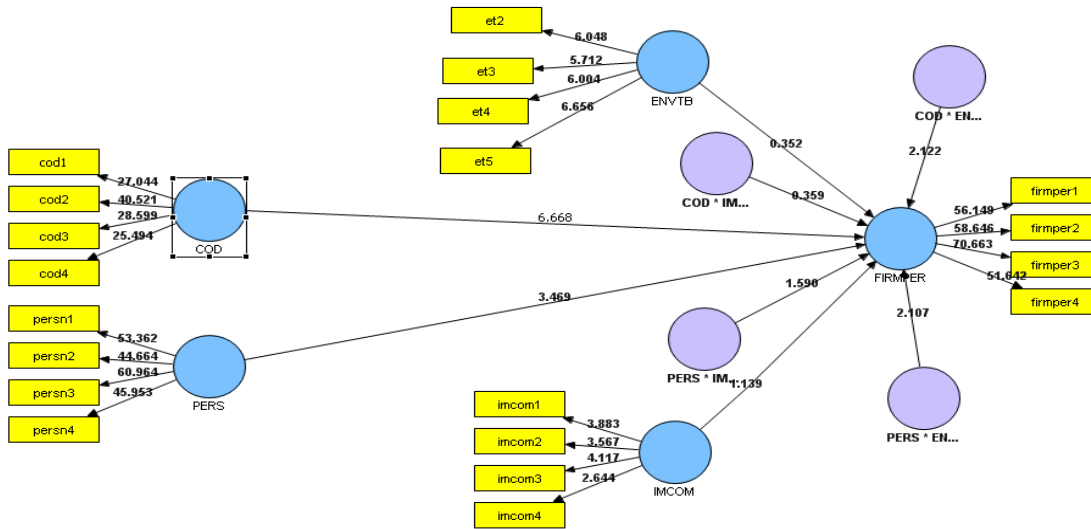 et2
6.048
et3
5.712
et4
6.004
et5
6.656
ENVTB
COD * EN...
2.122
0.352
COD * IM...
0.359
cod1
27.044
cod2
40.521
cod3
28.599
cod4
25.494
COD
6.668
firmper1
56.149
firmper2
58.646
firmper3
70.663
firmper4
51.642
FIRMPER
persn1
53.362
persn2
44.664
persn3
60.964
persn4
45.953
PERS
3.469
1.590
PERS * IM...
1.139
2.107
PERS * EN...
imcom1
3.883
imcom2
3.567
imcom3
4.117
imcom4
2.644
IMCOM